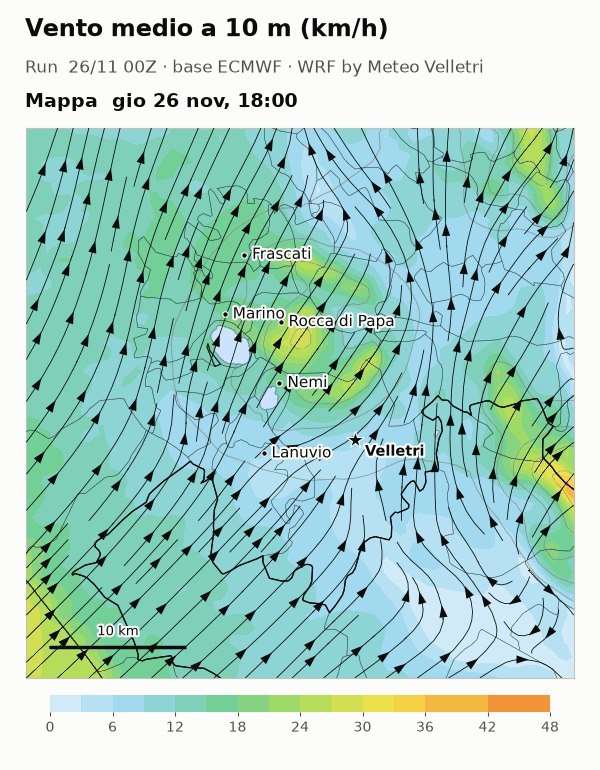 Vento medio a 10 m (km/h)
Run  26/11 00Z · base ECMWF · WRF by Meteo Velletri
Mappa  gio 26 nov, 18:00
Frascati
Marino
Rocca di Papa
Nemi
Velletri
Lanuvio
10 km
0 6 12 18 24 30 36 42 48